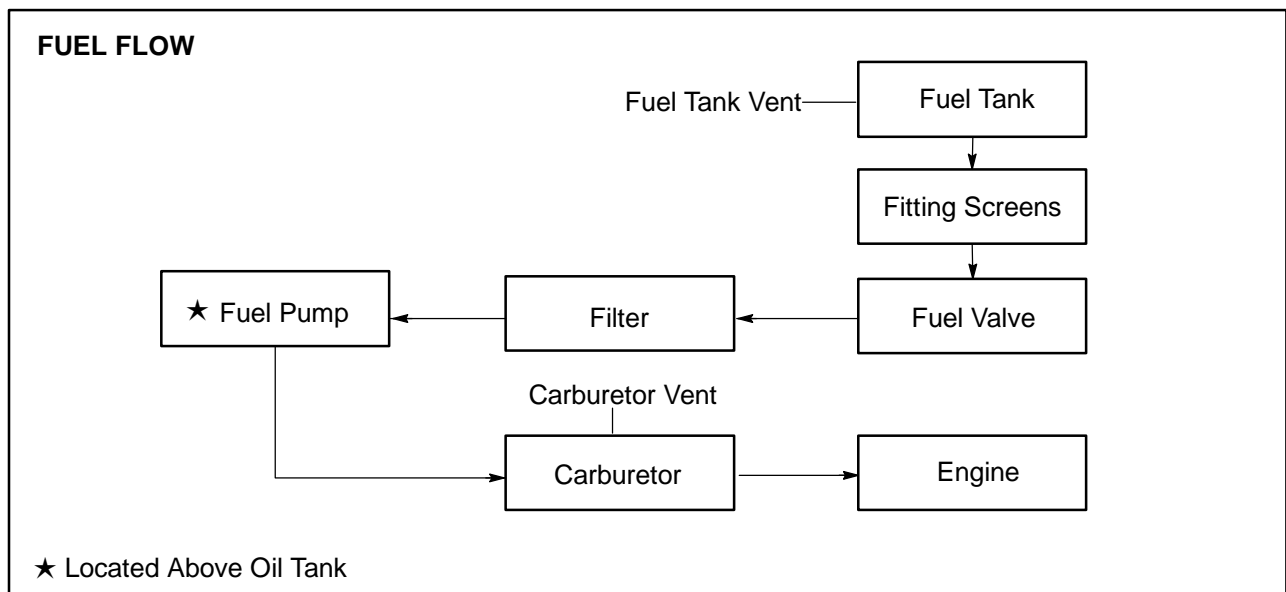 FUEL FLOW
Fuel Tank Vent
Fuel Tank
Fitting Screens
★ Fuel Pump
Filter
Fuel Valve
Carburetor Vent
Carburetor
Engine
★ Located Above Oil Tank